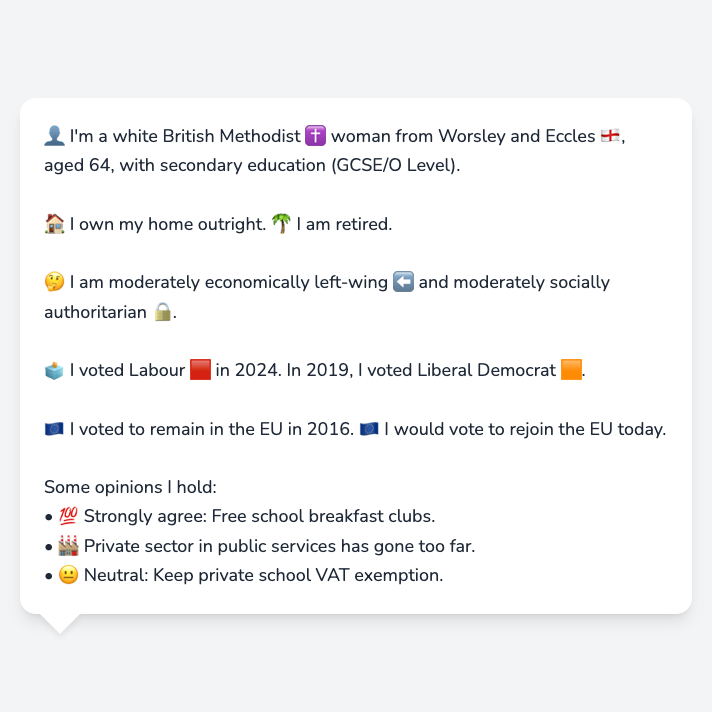 👤 I'm a white British Methodist ✝️ woman from Worsley and Eccles 🏴󠁧󠁢󠁥󠁮󠁧󠁿,
aged 64, with secondary education (GCSE/O Level).
🏠 I own my home outright. 🌴 I am retired.
🤔 I am moderately economically left-wing ⬅️ and moderately socially
authoritarian 🔒.
🗳️ I voted Labour 🟥 in 2024. In 2019, I voted Liberal Democrat 🟧.
🇪🇺 I voted to remain in the EU in 2016. 🇪🇺 I would vote to rejoin the EU today.
Some opinions I hold:
• 💯 Strongly agree: Free school breakfast clubs.
• 🏭 Private sector in public services has gone too far.
• 😐 Neutral: Keep private school VAT exemption.